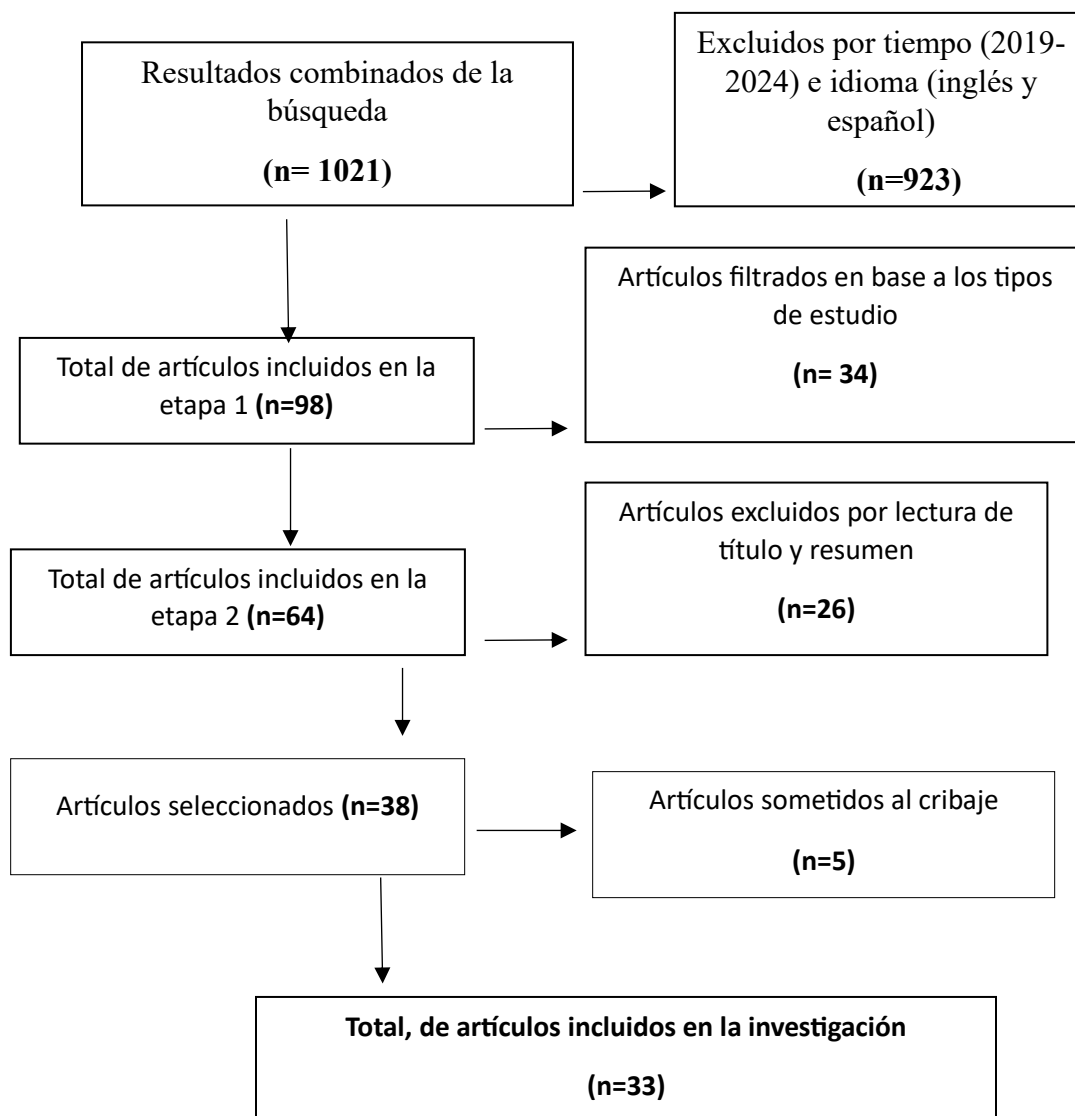 Resultados combinados de la
búsqueda
(n= 1021)
Excluidos por tiempo (2019-
2024) e idioma (inglés y
español)
(n=923)
Artículos filtrados en base a los tipos
de estudio
(n= 34)
Total de artículos incluidos en la
etapa 1 (n=98)
Artículos excluidos por lectura de
título y resumen
(n=26)
Total de artículos incluidos en la
etapa 2 (n=64)
Artículos seleccionados (n=38)
Artículos sometidos al cribaje
(n=5)
Total, de artículos incluidos en la investigación
(n=33)